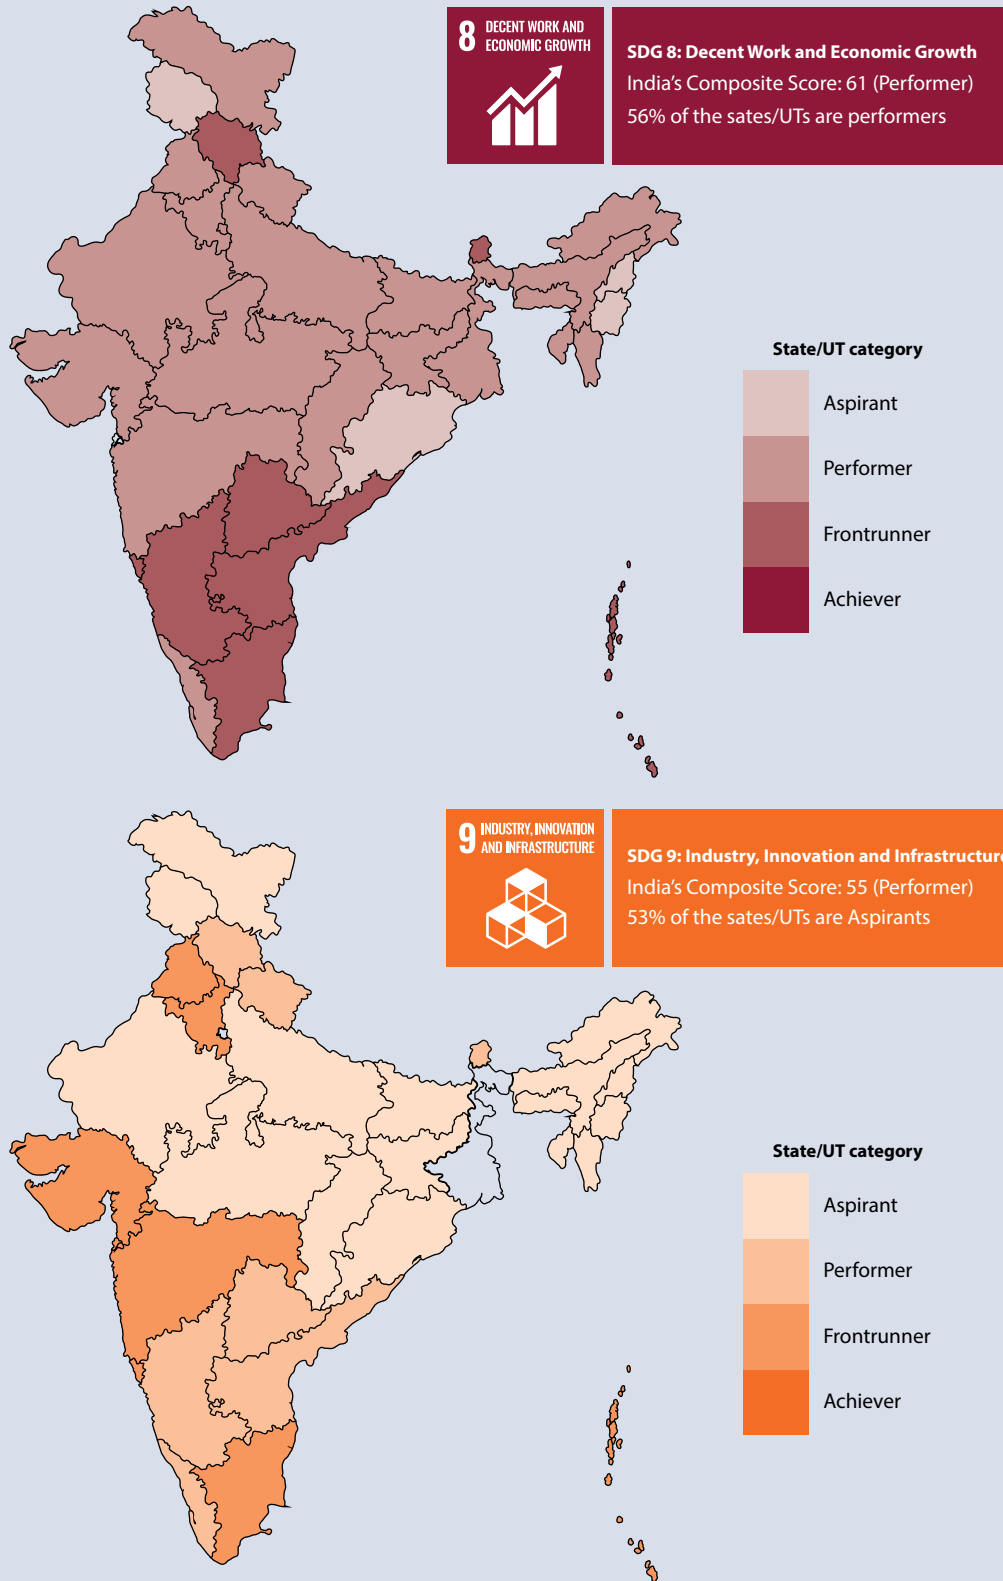 8 DECENT WORK AND
ECONOMIC GROWTH
SDG 8: Decent Work and Economic Growth
India's Composite Score: 61 (Performer)
56% of the sates/UTs are performers
State/UT category
Aspirant
Performer
Frontrunner
Achiever
9 INDUSTRY, INNOVATION
AND INFRASTRUCTURE
SDG 9: Industry, Innovation and Infrastructure
India's Composite Score: 55 (Performer)
53% of the sates/UTs are Aspirants
State/UT category
Aspirant
Performer
Frontrunner
Achiever